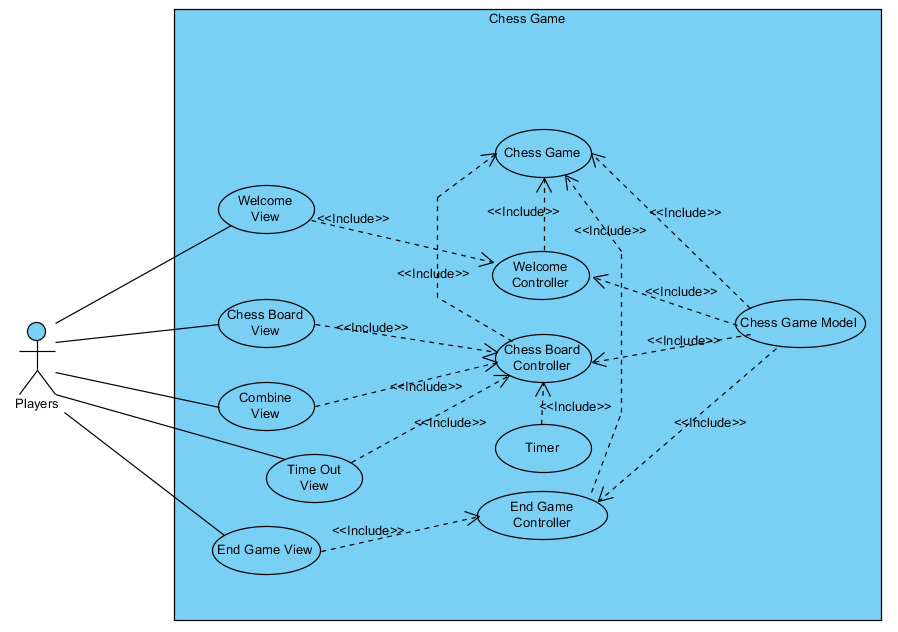 Chess Game
Chess Game
Welcome
View
<<Include>>
<<Include>>
<<Include>>
<<Include>>
<<Include>>
Welcome
Controller
<<Include>>
Chess Board
View
<<Include>>
Chess Game Model
Chess Board
Controller
<<Include>>
Players
Combine
View
<<Include>>
<<Include>>
<<Include>>
<<Include>>
Timer
Time Out
View
End Game
Controller
<<Include>>
End Game View